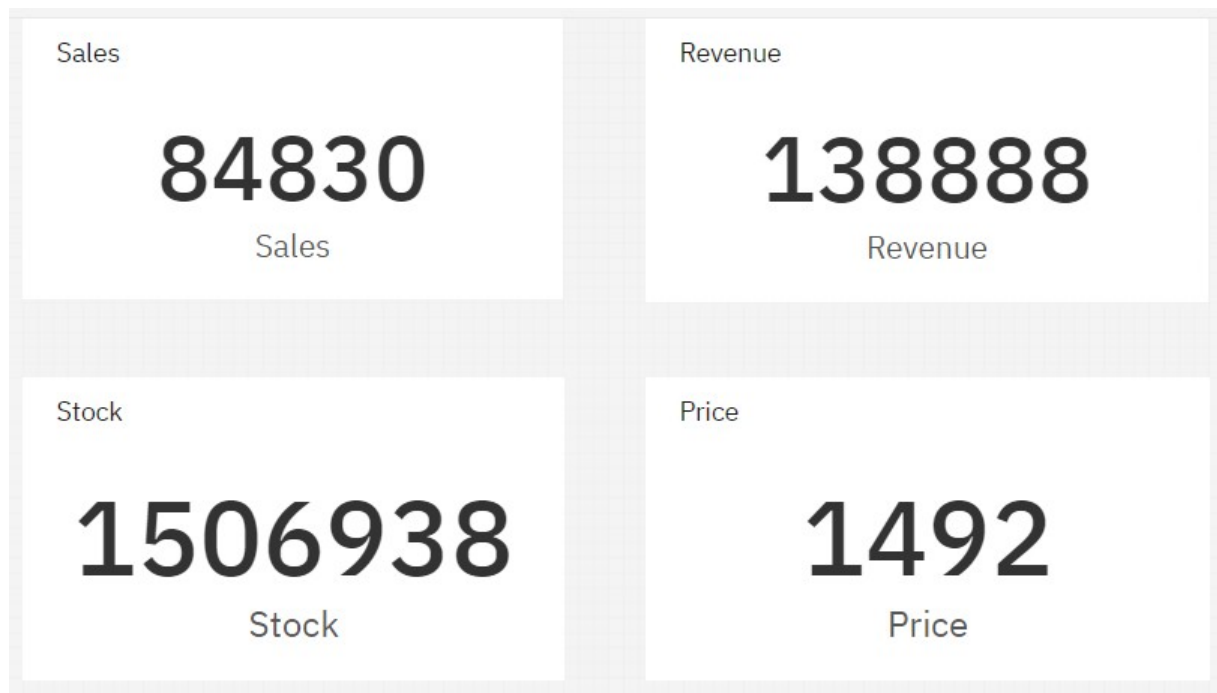 Sales
84830
Sales
Revenue
138888
Revenue
Stock
1506938
Stock
Price
1492
Price